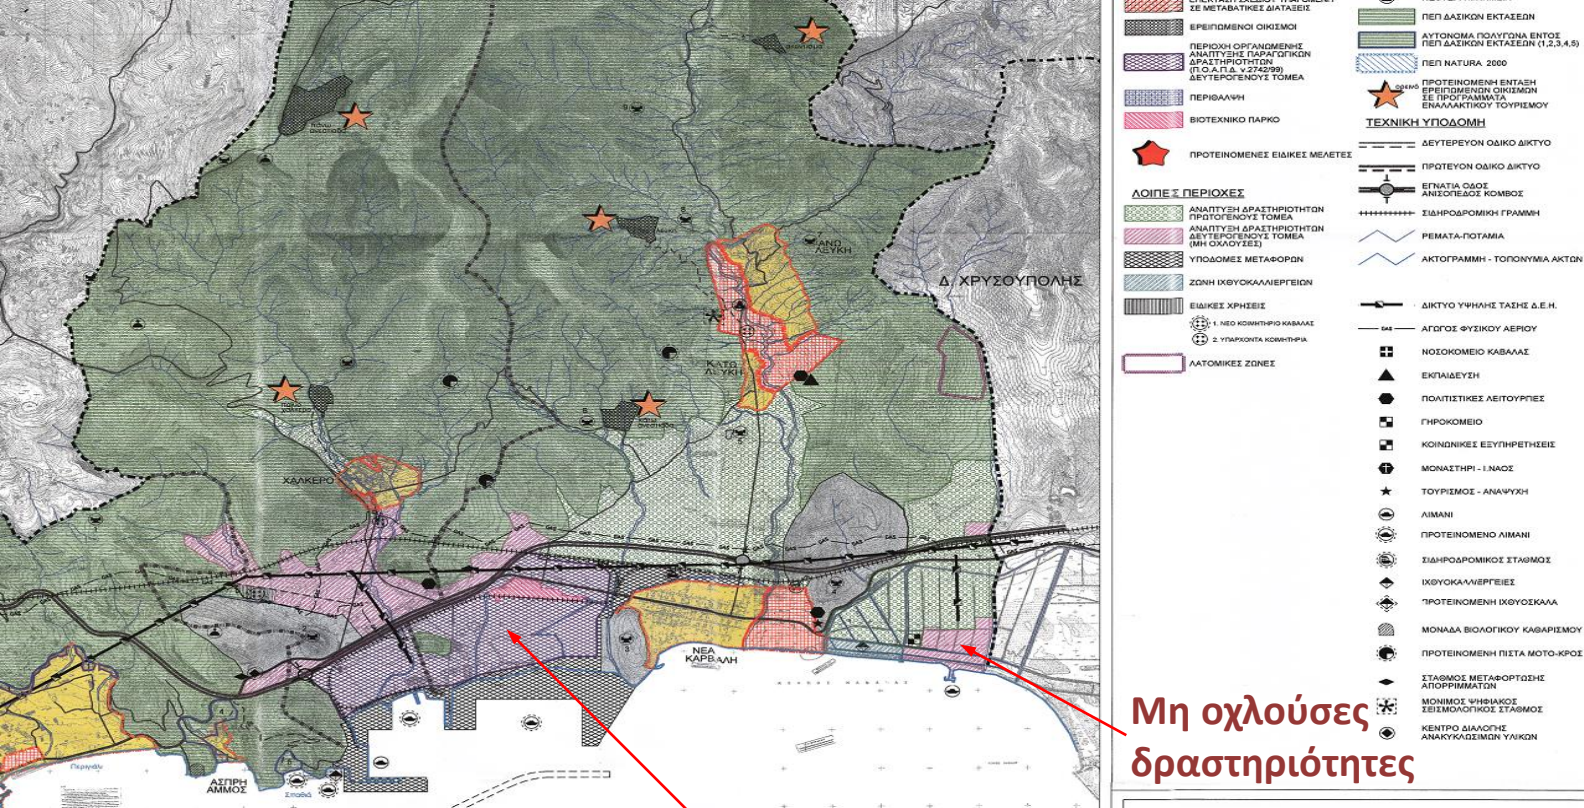 ΣΕ ΜΕΤΑΒΑΤΙΚΕΣ ΔΙΑΤΑΞΕΙΣ
ΕΡΕΙΠΩΜΕΝΟΙ ΟΙΚΙΣΜΟΙ
ΠΕΡΙΟΧΗ ΟΡΓΑΝΩΜΕΝΗΣ
ΑΝΑΠΤΥΞΗΣ ΠΑΡΑΓΩΓΙΚΩΝ
ΔΡΑΣΤΗΡΙΟΤΗΤΩΝ
(Π.Ο.Α.Π.Δ. ν.2742/99)
ΔΕΥΤΕΡΟΓΕΝΟΥΣ ΤΟΜΕΑ
ΠΕΡΙΘΑΛΨΗ
ΒΙΟΤΕΧΝΙΚΟ ΠΑΡΚΟ
ΠΡΟΤΕΙΝΟΜΕΝΕΣ ΕΙΔΙΚΕΣ ΜΕΛΕΤΕΣ
ΛΟΙΠΕΣ ΠΕΡΙΟΧΕΣ
ΑΝΑΠΤΥΞΗ ΔΡΑΣΤΗΡΙΟΤΗΤΩΝ
ΠΡΩΤΟΓΕΝΟΥΣ ΤΟΜΕΑ
ΑΝΑΠΤΥΞΗ ΔΡΑΣΤΗΡΙΟΤΗΤΩΝ
ΔΕΥΤΕΡΟΓΕΝΟΥΣ ΤΟΜΕΑ
(ΜΗ ΟΧΛΟΥΣΕΣ)
ΥΠΟΔΟΜΕΣ ΜΕΤΑΦΟΡΩΝ
ΖΩΝΗ ΙΧΘΥΟΚΑΛΛΙΕΡΓΕΙΩΝ
ΕΙΔΙΚΕΣ ΧΡΗΣΕΙΣ
1. ΝΕΟ ΚΟΙΜΗΤΗΡΙΟ ΚΑΒΑΛΑΣ
2. ΥΠΑΡΧΟΝΤΑ ΚΟΙΜΗΤΗΡΙΑ
ΛΑΤΟΜΙΚΕΣ ΖΩΝΕΣ
ΠΕΠ ΔΑΣΙΚΩΝ ΕΚΤΑΣΕΩΝ
ΑΥΤΟΝΟΜΑ ΠΟΛΥΓΩΝΑ ΕΝΤΟΣ
ΠΕΠ ΔΑΣΙΚΩΝ ΕΚΤΑΣΕΩΝ (1,2,3,4,5)
ΠΕΠ NATURA 2000
ΠΡΟΤΕΙΝΟΜΕΝΗ ΕΝΤΑΞΗ
ΕΡΕΙΠΩΜΕΝΩΝ ΟΙΚΙΣΜΩΝ
ΣΕ ΠΡΟΓΡΑΜΜΑΤΑ
ΕΝΑΛΛΑΚΤΙΚΟΥ ΤΟΥΡΙΣΜΟΥ
ΤΕΧΝΙΚΗ ΥΠΟΔΟΜΗ
ΔΕΥΤΕΡΕΥΟΝ ΟΔΙΚΟ ΔΙΚΤΥΟ
ΠΡΩΤΕΥΟΝ ΟΔΙΚΟ ΔΙΚΤΥΟ
ΕΓΝΑΤΙΑ ΟΔΟΣ
ΑΝΙΣΟΠΕΔΟΣ ΚΟΜΒΟΣ
ΣΙΔΗΡΟΔΡΟΜΙΚΗ ΓΡΑΜΜΗ
ΡΕΜΑΤΑ-ΠΟΤΑΜΙΑ
ΑΚΤΟΓΡΑΜΜΗ - ΤΟΠΟΝΥΜΙΑ ΑΚΤΩΝ
ΔΙΚΤΥΟ ΥΨΗΛΗΣ ΤΑΣΗΣ Δ.Ε.Η.
GAS ΑΓΩΓΟΣ ΦΥΣΙΚΟΥ ΑΕΡΙΟΥ
ΝΟΣΟΚΟΜΕΙΟ ΚΑΒΑΛΑΣ
ΕΚΠΑΙΔΕΥΣΗ
ΠΟΛΙΤΙΣΤΙΚΕΣ ΛΕΙΤΟΥΡΓΙΕΣ
ΓΗΡΟΚΟΜΕΙΟ
ΚΟΙΝΩΝΙΚΕΣ ΕΞΥΠΗΡΕΤΗΣΕΙΣ
ΜΟΝΑΣΤΗΡΙ - Ι.ΝΑΟΣ
ΤΟΥΡΙΣΜΟΣ - ΑΝΑΨΥΧΗ
ΛΙΜΑΝΙ
ΠΡΟΤΕΙΝΟΜΕΝΟ ΛΙΜΑΝΙ
ΣΙΔΗΡΟΔΡΟΜΙΚΟΣ ΣΤΑΘΜΟΣ
ΙΧΘΥΟΚΑΛΛΙΕΡΓΕΙΕΣ
ΠΡΟΤΕΙΝΟΜΕΝΗ ΙΧΘΥΟΣΚΑΛΑ
ΜΟΝΑΔΑ ΒΙΟΛΟΓΙΚΟΥ ΚΑΘΑΡΙΣΜΟΥ
ΠΡΟΤΕΙΝΟΜΕΝΗ ΠΙΣΤΑ ΜΟΤΟ-ΚΡΟΣ
ΣΤΑΘΜΟΣ ΜΕΤΑΦΟΡΤΩΣΗΣ
ΑΠΟΡΡΙΜΜΑΤΩΝ
ΜΟΝΙΜΟΣ ΨΗΦΙΑΚΟΣ
ΣΕΙΣΜΟΛΟΓΙΚΟΣ ΣΤΑΘΜΟΣ
ΚΕΝΤΡΟ ΔΙΑΛΟΓΗΣ
ΑΝΑΚΥΚΛΩΣΙΜΩΝ ΥΛΙΚΩΝ
ΑΝΩ
ΛΕΥΚΗ
Δ. ΧΡΥΣΟΥΠΟΛΗΣ
ΚΑΤΩ
ΛΕΥΚΗ
ΧΑΛΚΕΡΟ
ΝΕΑ
ΚΑΡΒΑΛΗ
ΑΣΠΡΗ
ΑΜΜΟΣ
Μη οχλούσες
δραστηριότητες